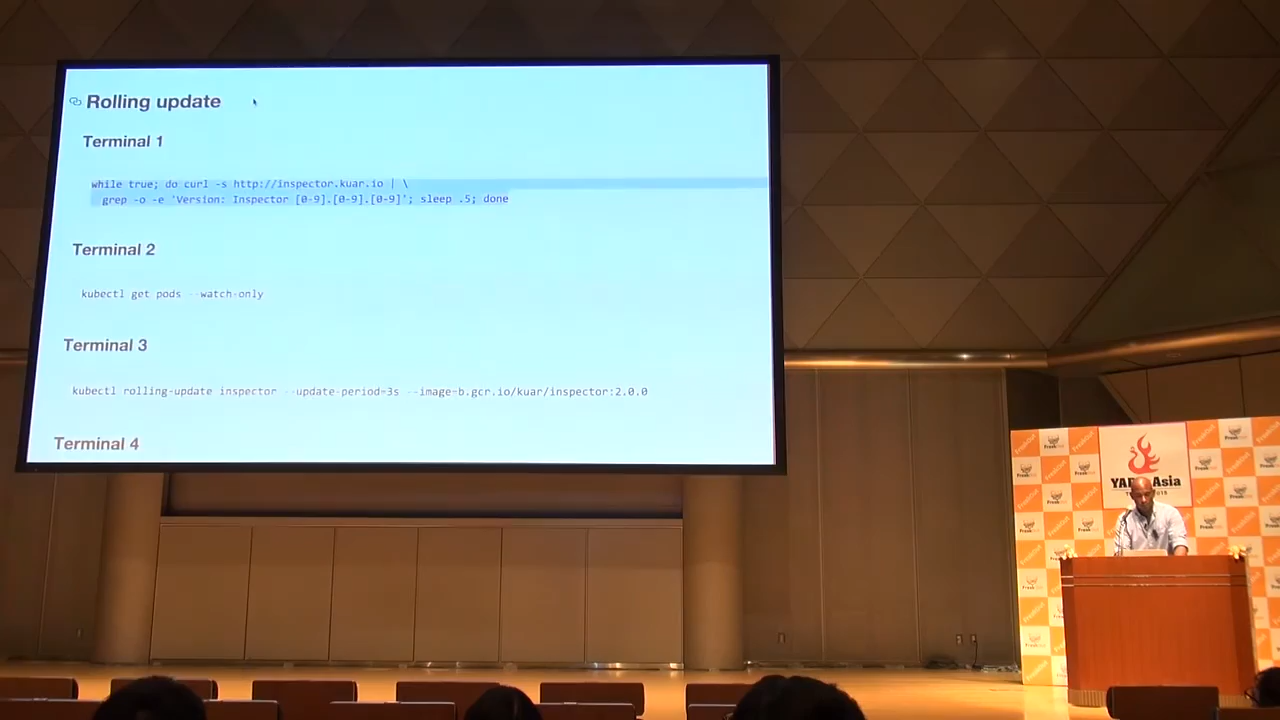 Rolling update
Terminal 1
while true; do curl -s http://inspector.kuar.io | \
grep -o -e 'Version: Inspector [0-9].[0-9].[0-9]'; sleep .5; done
Terminal 2
kubectl get pods --watch-only
Terminal 3
kubectl rolling-update inspector --update-period=3s --image=b.gcr.io/kuar/inspector:2.0.0
Terminal 4
Asia
FreakOut